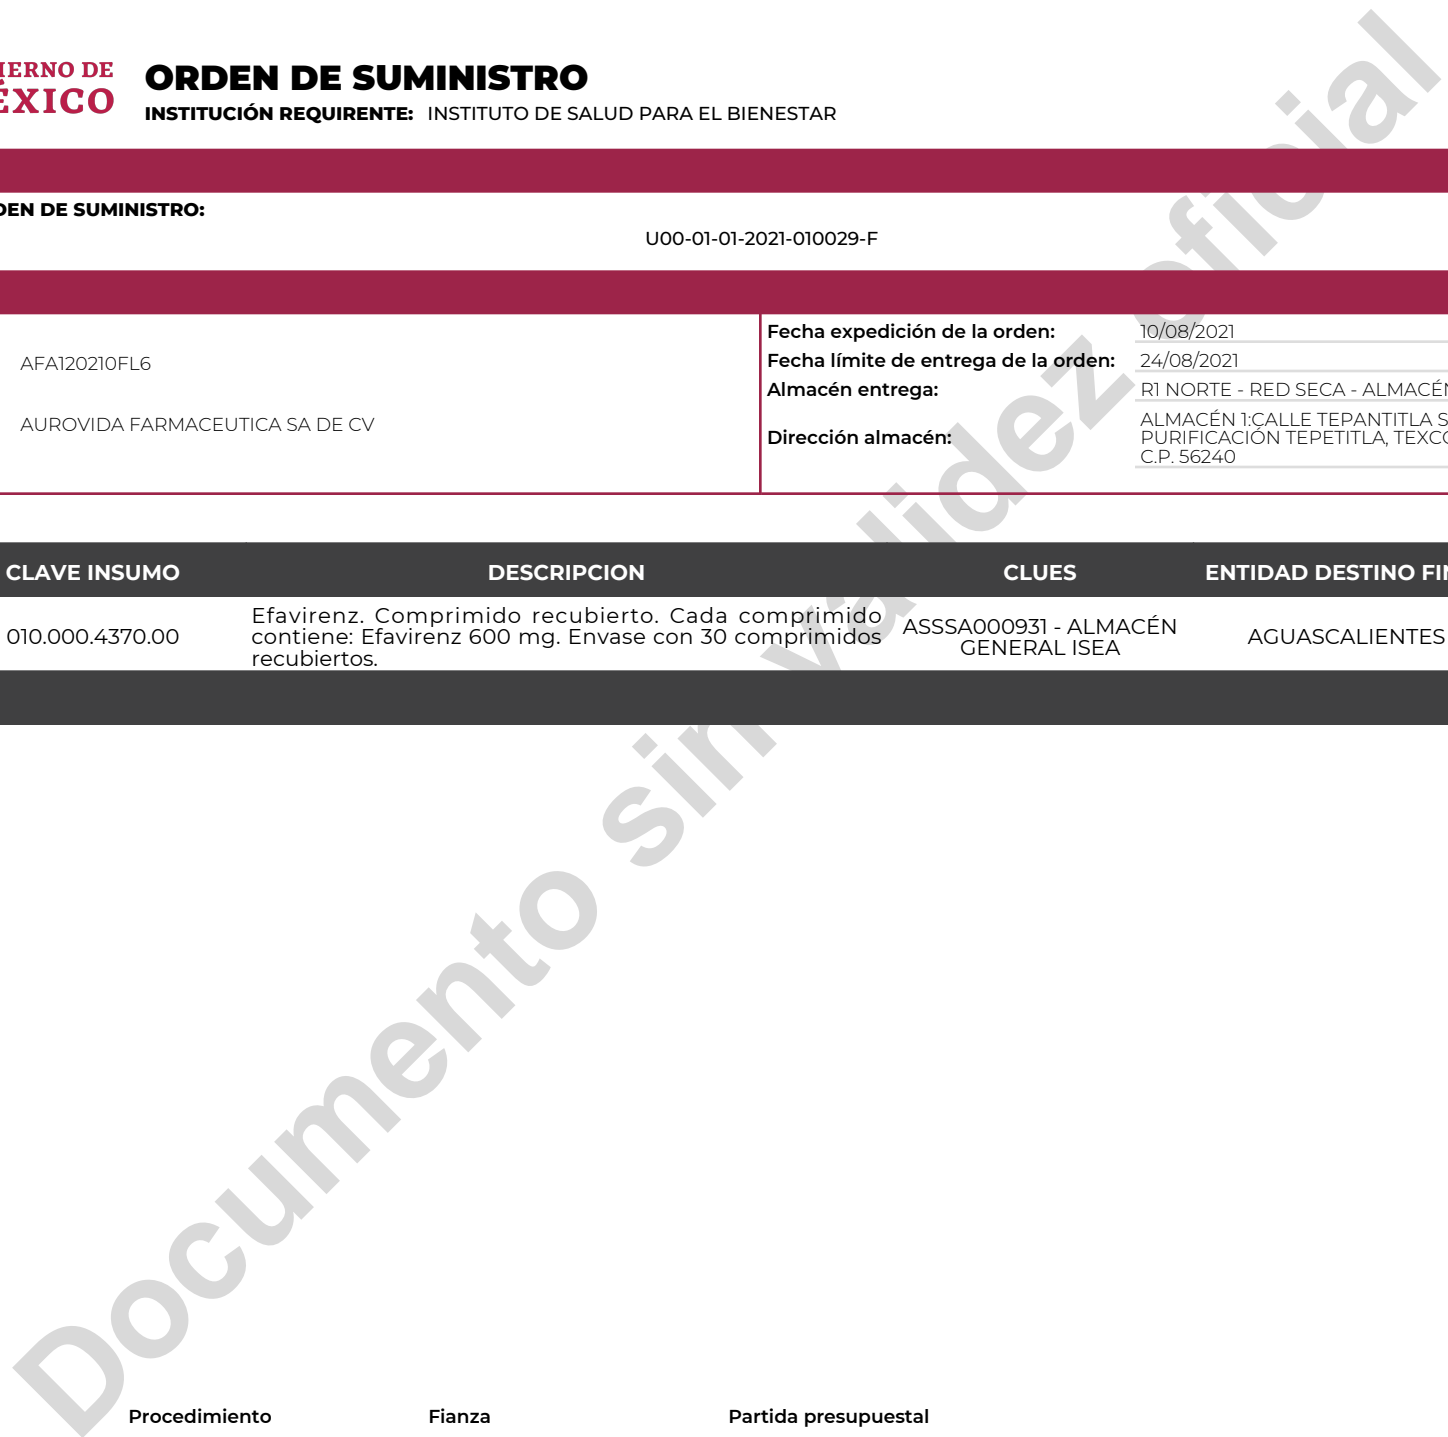 IERNO DE
ÉXICO
ORDEN DE SUMINISTRO
INSTITUCIÓN REQUIRENTE: INSTITUTO DE SALUD PARA EL BIENESTAR
DEN DE SUMINISTRO:
U00-01-01-2021-010029-F
AFA120210FL6
AUROVIDA FARMACEUTICA SA DE CV
Fecha expedición de la orden: 10/08/2021
Fecha límite de entrega de la orden: 24/08/2021
Almacén entrega: R1 NORTE - RED SECA - ALMACÉN
Dirección almacén: ALMACÉN 1:CALLE TEPANTITLA S
PURIFICACIÓN TEPETITLA, TEXCO
C.P. 56240
CLAVE INSUMO DESCRIPCION CLUES ENTIDAD DESTINO FIN
010.000.4370.00
Efavirenz. Comprimido recubierto. Cada comprimido
contiene: Efavirenz 600 mg. Envase con 30 comprimidos
recubiertos.
ASSSA000931 - ALMACÉN
GENERAL ISEA
AGUASCALIENTES
Documento sin validez oficial
Procedimiento Fianza Partida presupuestal